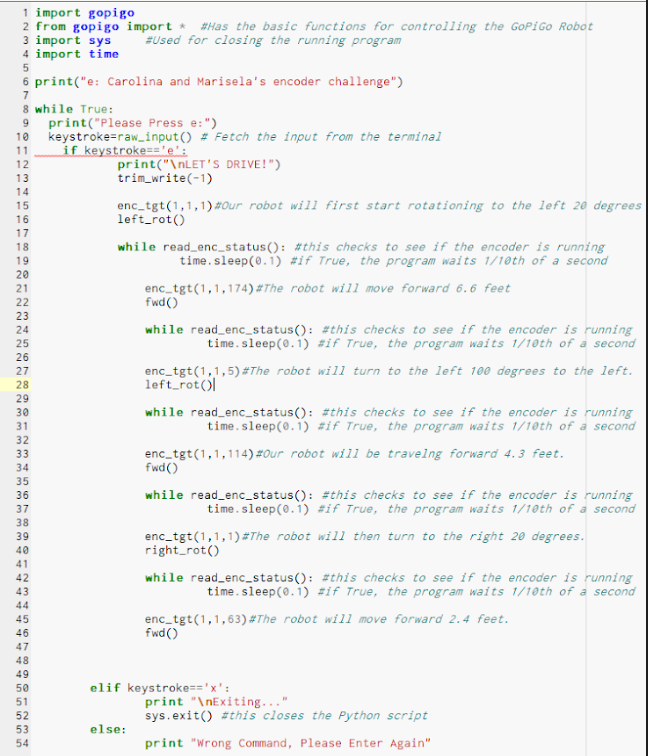 1 import gopigo
2 from gopigo import *  #Has the basic functions for controlling the GoPiGo Robot
3 import sys     #Used for closing the running program
4 import time
5
6 print("e: Carolina and Marisela's encoder challenge")
7
8 while True:
9   print("Please Press e:")
10   keystroke=raw_input() # Fetch the input from the terminal
11     if keystroke=='e':
12             print("\nLET'S DRIVE!")
13             trim_write(-1)
14
15             enc_tgt(1,1,1)#Our robot will first start rotationing to the left 20 degrees
16             left_rot()
17
18             while read_enc_status(): #this checks to see if the encoder is running
19                     time.sleep(0.1) #if True, the program waits 1/10th of a second
20
21                 enc_tgt(1,1,174)#The robot will move forward 6.6 feet
22                 fwd()
23
24                 while read_enc_status(): #this checks to see if the encoder is running
25                         time.sleep(0.1) #if True, the program waits 1/10th of a second
26
27                 enc_tgt(1,1,5)#The robot will turn to the left 100 degrees to the left.
28                 left_rot()
29
30                 while read_enc_status(): #this checks to see if the encoder is running
31                         time.sleep(0.1) #if True, the program waits 1/10th of a second
32
33                 enc_tgt(1,1,114)#Our robot will be travelng forward 4.3 feet.
34                 fwd()
35
36                 while read_enc_status(): #this checks to see if the encoder is running
37                         time.sleep(0.1) #if True, the program waits 1/10th of a second
38
39                 enc_tgt(1,1,1)#The robot will then turn to the right 20 degrees.
40                 right_rot()
41
42                 while read_enc_status(): #this checks to see if the encoder is running
43                         time.sleep(0.1) #if True, the program waits 1/10th of a second
44
45                 enc_tgt(1,1,63)#The robot will move forward 2.4 feet.
46                 fwd()
47
48
49
50         elif keystroke=='x':
51                 print "\nExiting..."
52                 sys.exit() #this closes the Python script
53         else:
54                 print "Wrong Command, Please Enter Again"